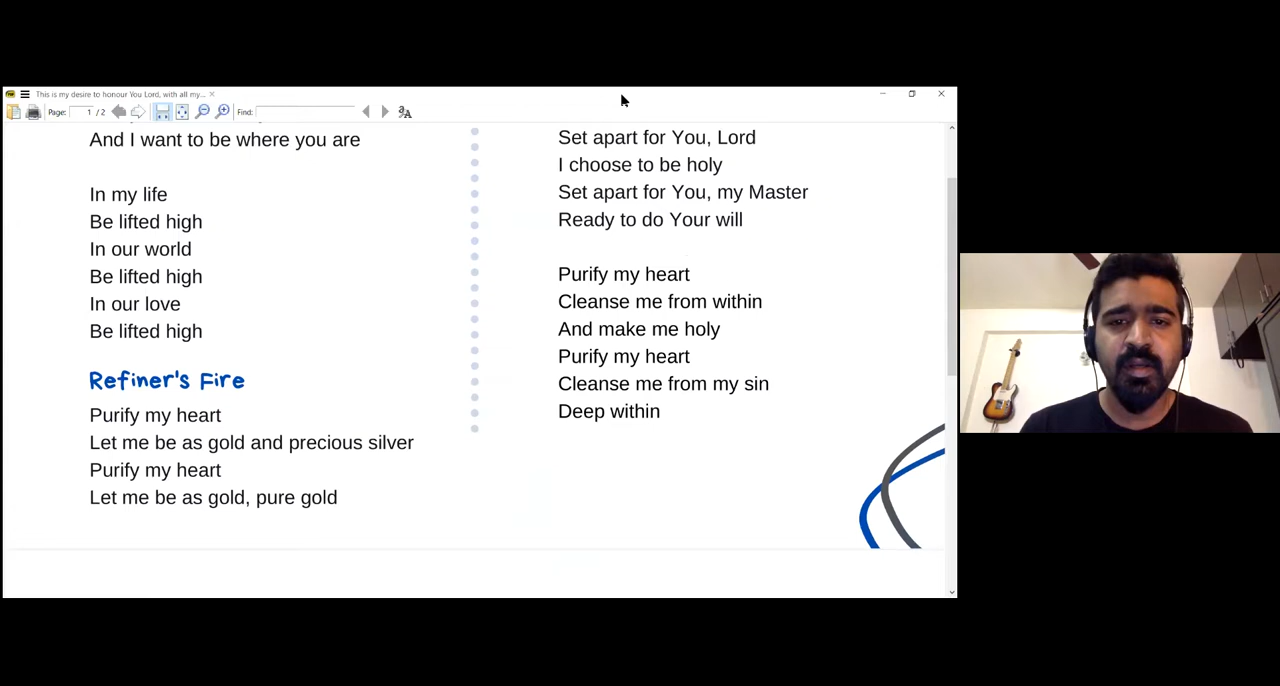 This is my desire to honour You Lord, with all my...
Page: 1 / 2 Find:
And I want to be where you are
In my life
Be lifted high
In our world
Be lifted high
In our love
Be lifted high
Refiner's Fire
Purify my heart
Let me be as gold and precious silver
Purify my heart
Let me be as gold, pure gold
Set apart for You, Lord
I choose to be holy
Set apart for You, my Master
Ready to do Your will
Purify my heart
Cleanse me from within
And make me holy
Purify my heart
Cleanse me from my sin
Deep within